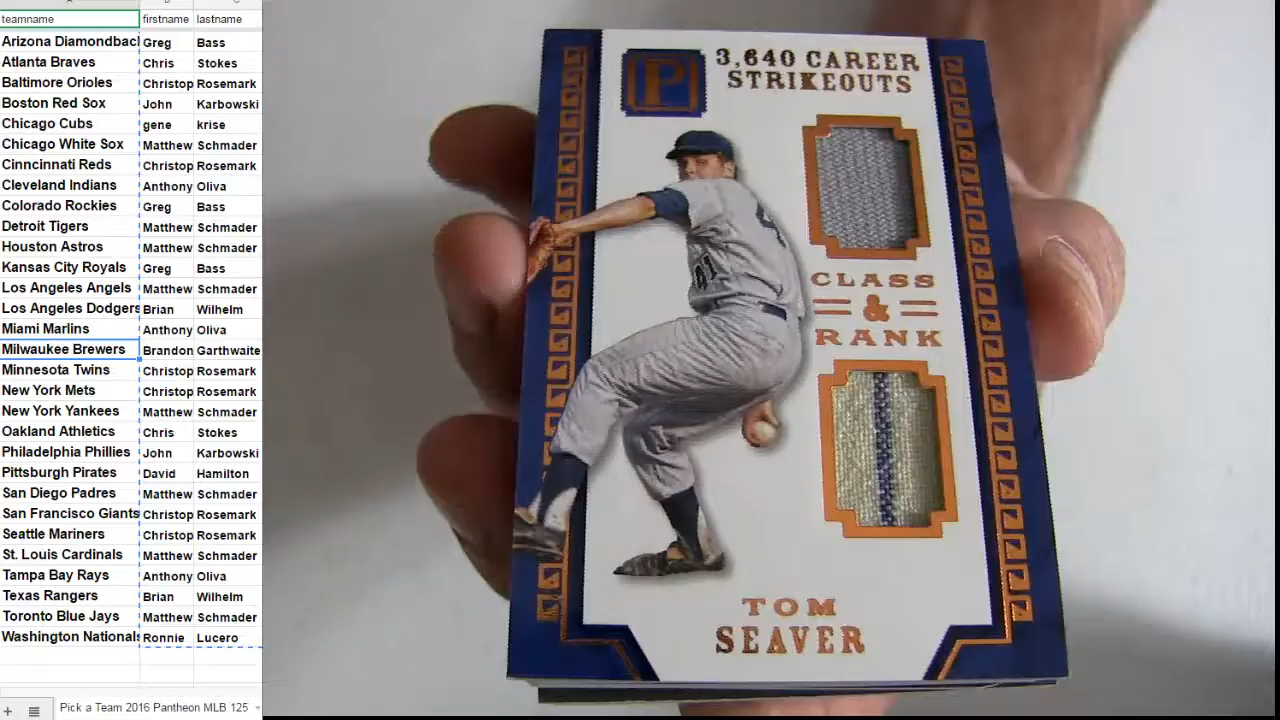 teamname firstname lastname
Arizona Diamondbac Greg Bass
Atlanta Braves Chris Stokes
Baltimore Orioles Christop Rosemark
Boston Red Sox John Karbowski
Chicago Cubs gene krise
Chicago White Sox Matthew Schmader
Cinncinnati Reds Christop Rosemark
Cleveland Indians Anthony Oliva
Colorado Rockies Greg Bass
Detroit Tigers Matthew Schmader
Houston Astros Matthew Schmader
Kansas City Royals Greg Bass
Los Angeles Angels Matthew Schmader
Los Angeles Dodgers Brian Wilhelm
Miami Marlins Anthony Oliva
Milwaukee Brewers Brandon Garthwaite
Minnesota Twins Christop Rosemark
New York Mets Christop Rosemark
New York Yankees Matthew Schmader
Oakland Athletics Chris Stokes
Philadelphia Phillies John Karbowski
Pittsburgh Pirates David Hamilton
San Diego Padres Matthew Schmader
San Francisco Giants Christop Rosemark
Seattle Mariners Christop Rosemark
St. Louis Cardinals Matthew Schmader
Tampa Bay Rays Anthony Oliva
Texas Rangers Brian Wilhelm
Toronto Blue Jays Matthew Schmader
Washington Nationals Ronnie Lucero
Pick a Team 2016 Pantheon MLB 125
P
3,640 CAREER
STRIKEOUTS
CLASS
&
RANK
TOM
SEAVER